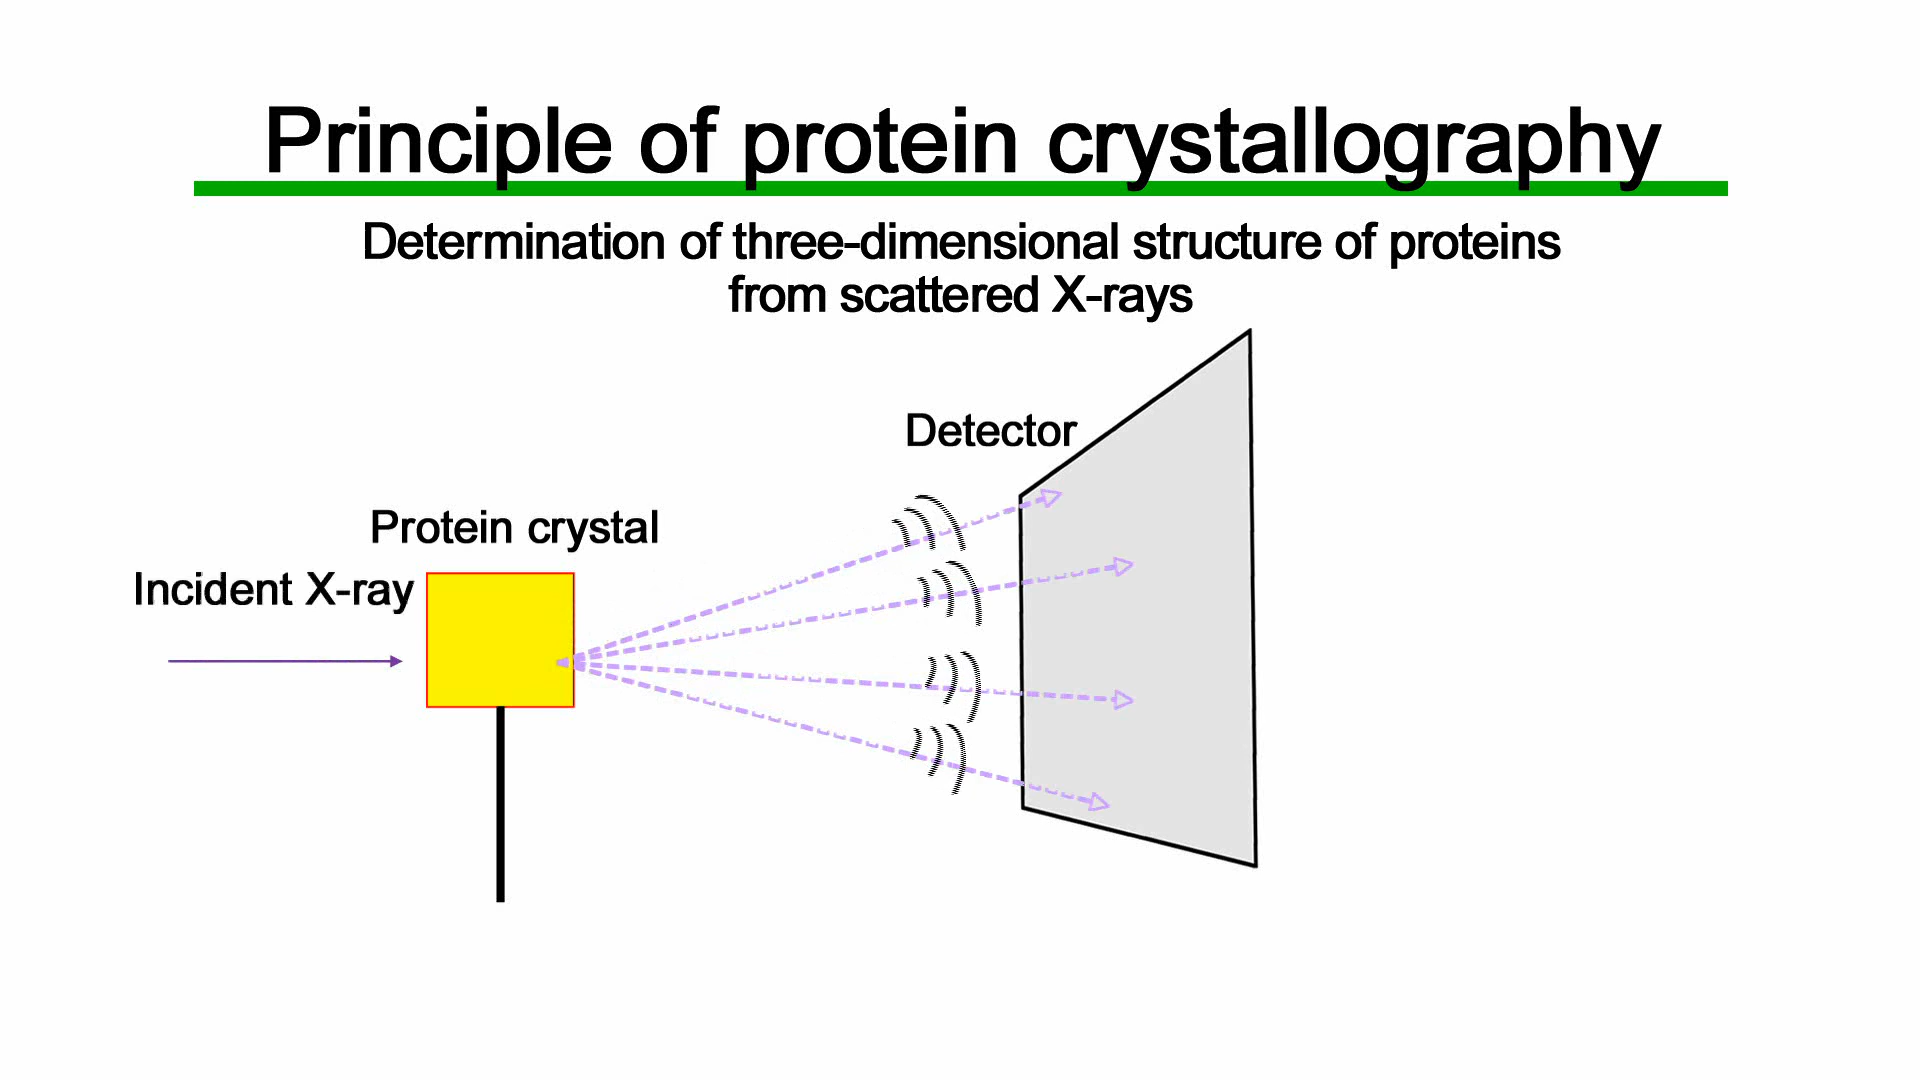 Principle of protein crystallography
Determination of three-dimensional structure of proteins
from scattered X-rays
Detector
Protein crystal
Incident X-ray